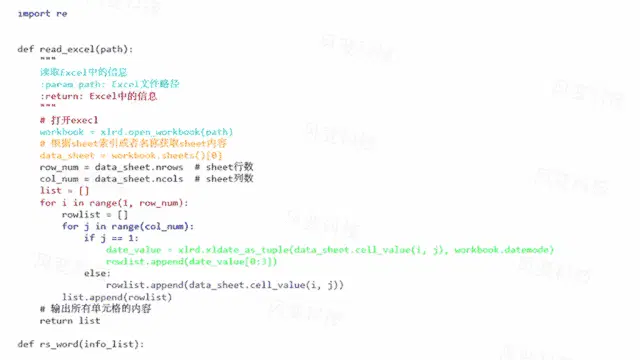 import re
def read_excel(path):
"""
读取Excel中的信息
:param path: Excel文件路径
:return: Excel中的信息
"""
# 打开execl
workbook = xlrd.open_workbook(path)
# 根据sheet索引或者名称获取sheet内容
data_sheet = workbook.sheets()[0]
row_num = data_sheet.nrows # sheet行数
col_num = data_sheet.ncols # sheet列数
list = []
for i in range(1, row_num):
rowlist = []
for j in range(col_num):
if j == 1:
date_value = xlrd.xldate_as_tuple(data_sheet.cell_value(i, j), workbook.datemode)
rowlist.append(date_value[0:3])
else:
rowlist.append(data_sheet.cell_value(i, j))
list.append(rowlist)
# 输出所有单元格的内容
return list
def rs_word(info_list):